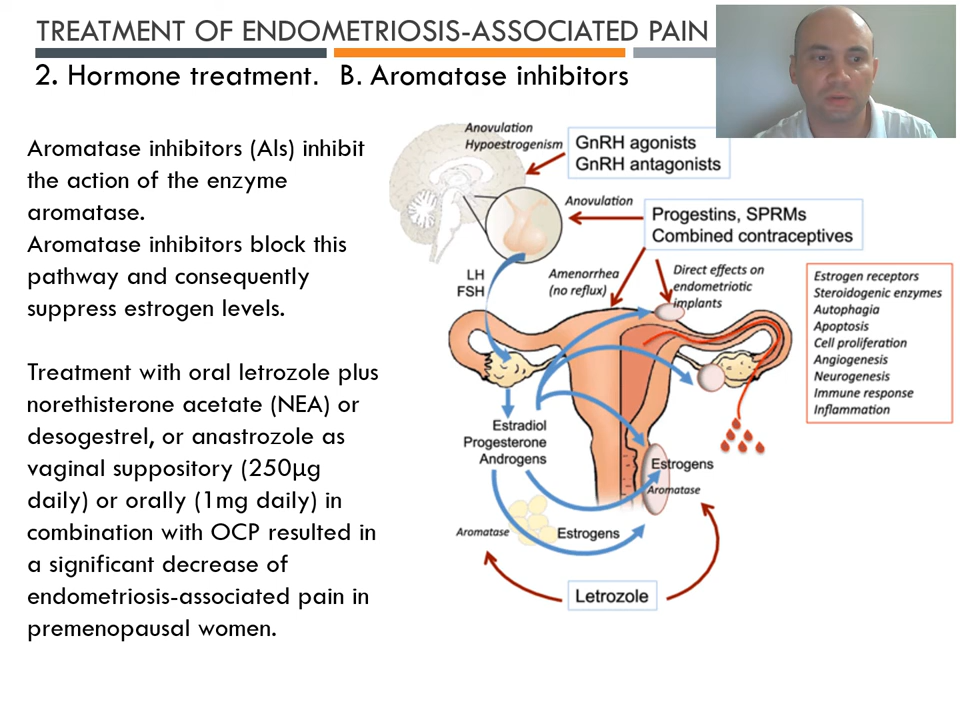 TREATMENT OF ENDOMETRIOSIS-ASSOCIATED PAIN
2. Hormone treatment. B. Aromatase inhibitors
Aromatase inhibitors (AIs) inhibit
the action of the enzyme
aromatase.
Aromatase inhibitors block this
pathway and consequently
suppress estrogen levels.
Treatment with oral letrozole plus
norethisterone acetate (NEA) or
desogestrel, or anastrozole as
vaginal suppository (250µg
daily) or orally (1mg daily) in
combination with OCP resulted in
a significant decrease of
endometriosis-associated pain in
premenopausal women.
Anovulation
Hypoestrogenism
GnRH agonists
GnRH antagonists
Anovulation
Progestins, SPRMs
Combined contraceptives
LH
FSH
Amenorrhea
(no reflux)
Direct effects on
endometriotic
implants
Estrogen receptors
Steroidogenic enzymes
Autophagia
Apoptosis
Cell proliferation
Angiogenesis
Neurogenesis
Immune response
Inflammation
Estradiol
Progesterone
Androgens
Estrogens
Aromatase
Aromatase
Estrogens
Letrozole